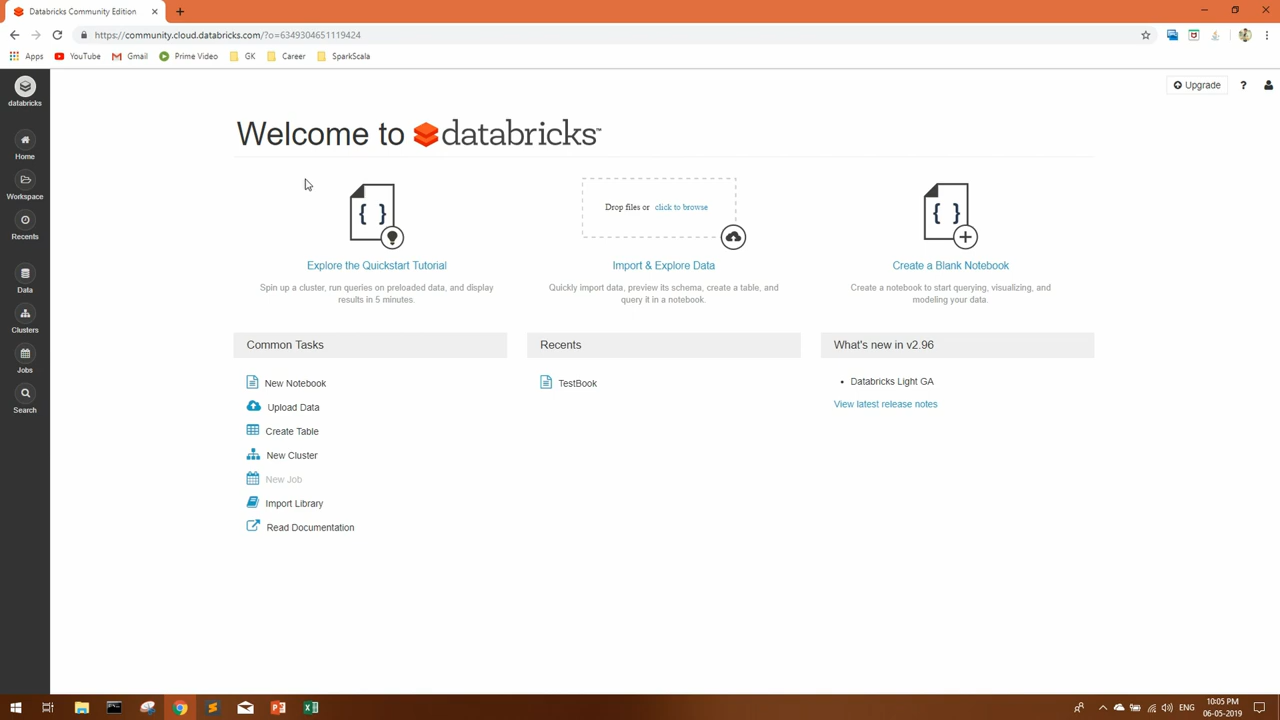 Databricks Community Edition
https://community.cloud.databricks.com/?o=6349304651119424
Apps YouTube Gmail Prime Video GK Career SparkScala
databricks
Home
Workspace
Recents
Data
Clusters
Jobs
Search
Upgrade ?
Welcome to databricks™
{ }
Drop files or click to browse
{ }
Explore the Quickstart Tutorial
Spin up a cluster, run queries on preloaded data, and display
results in 5 minutes.
Import & Explore Data
Quickly import data, preview its schema, create a table, and
query it in a notebook.
Create a Blank Notebook
Create a notebook to start querying, visualizing, and
modeling your data.
Common Tasks
New Notebook
Upload Data
Create Table
New Cluster
New Job
Import Library
Read Documentation
Recents
TestBook
What's new in v2.96
• Databricks Light GA
View latest release notes
ENG
10:05 PM
06-05-2019